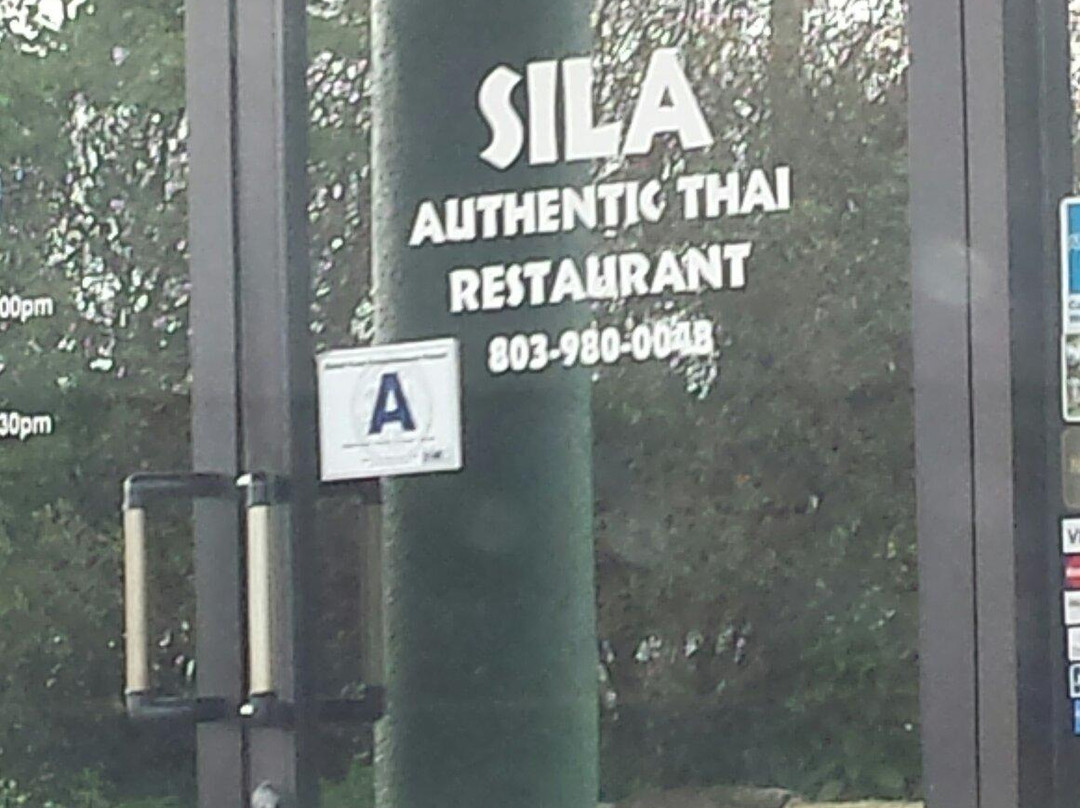 SILA
AUTHENTIC THAI
RESTAURANT
803-980-0048
A
00pm
30pm